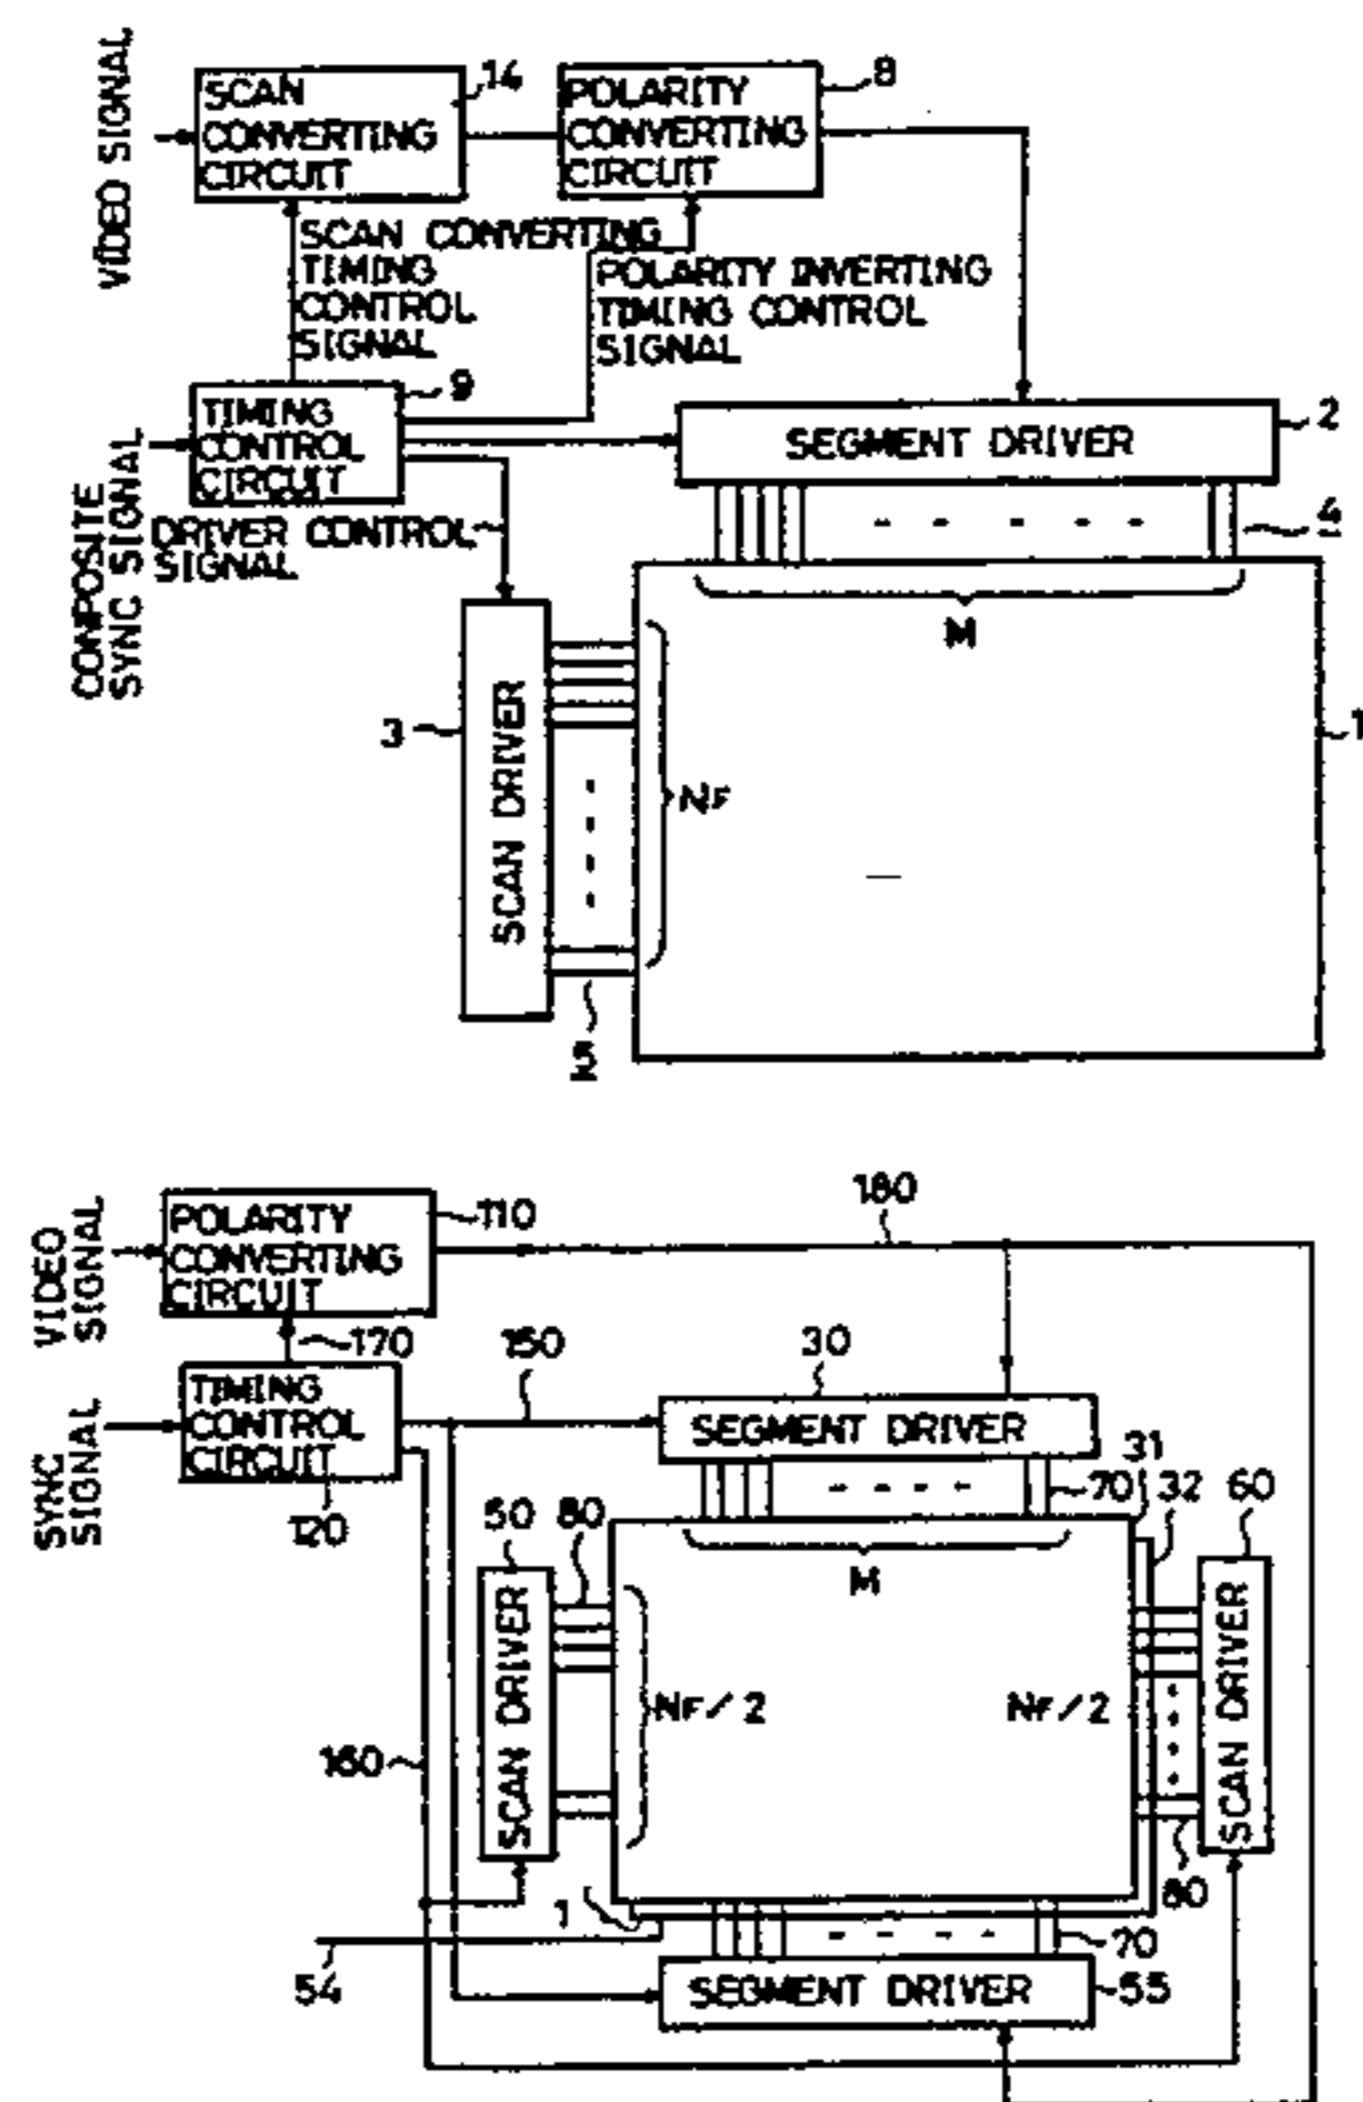 VIDEO SIGNAL
SCAN
CONVERTING
CIRCUIT
14
POLARITY
CONVERTING
CIRCUIT
8
SCAN CONVERTING
TIMING
CONTROL
SIGNAL
POLARITY INVERTING
TIMING CONTROL
SIGNAL
COMPOSITE
SYNC SIGNAL
TIMING
CONTROL
CIRCUIT
9
SEGMENT DRIVER
2
DRIVER CONTROL
SIGNAL
4
M
3
SCAN DRIVER
NF
1
5
VIDEO
SIGNAL
POLARITY
CONVERTING
CIRCUIT
110
180
170
150
30
SYNC
SIGNAL
TIMING
CONTROL
CIRCUIT
120
SEGMENT DRIVER
31
32
60
70
50
80
M
SCAN DRIVER
NF/2
NF/2
SCAN DRIVER
160
80
1
70
54
SEGMENT DRIVER
55